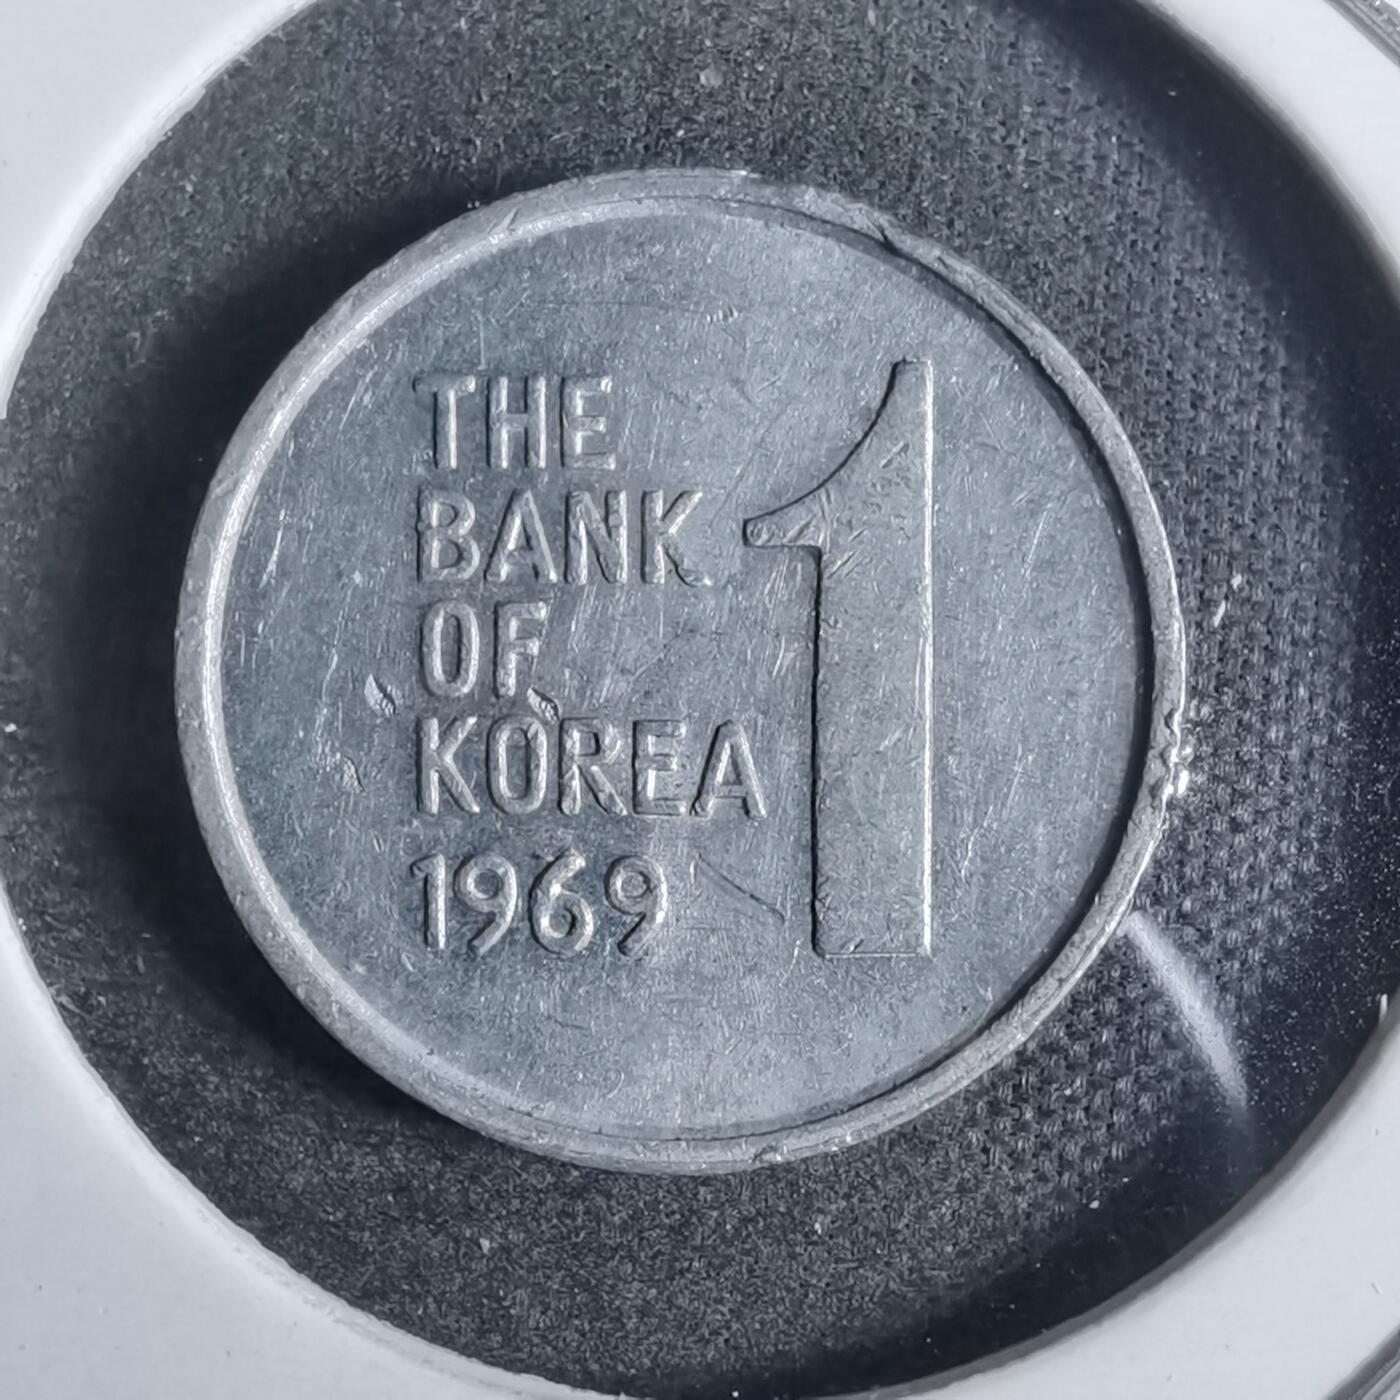 THE
BANK
OF
KOREA
1969
1